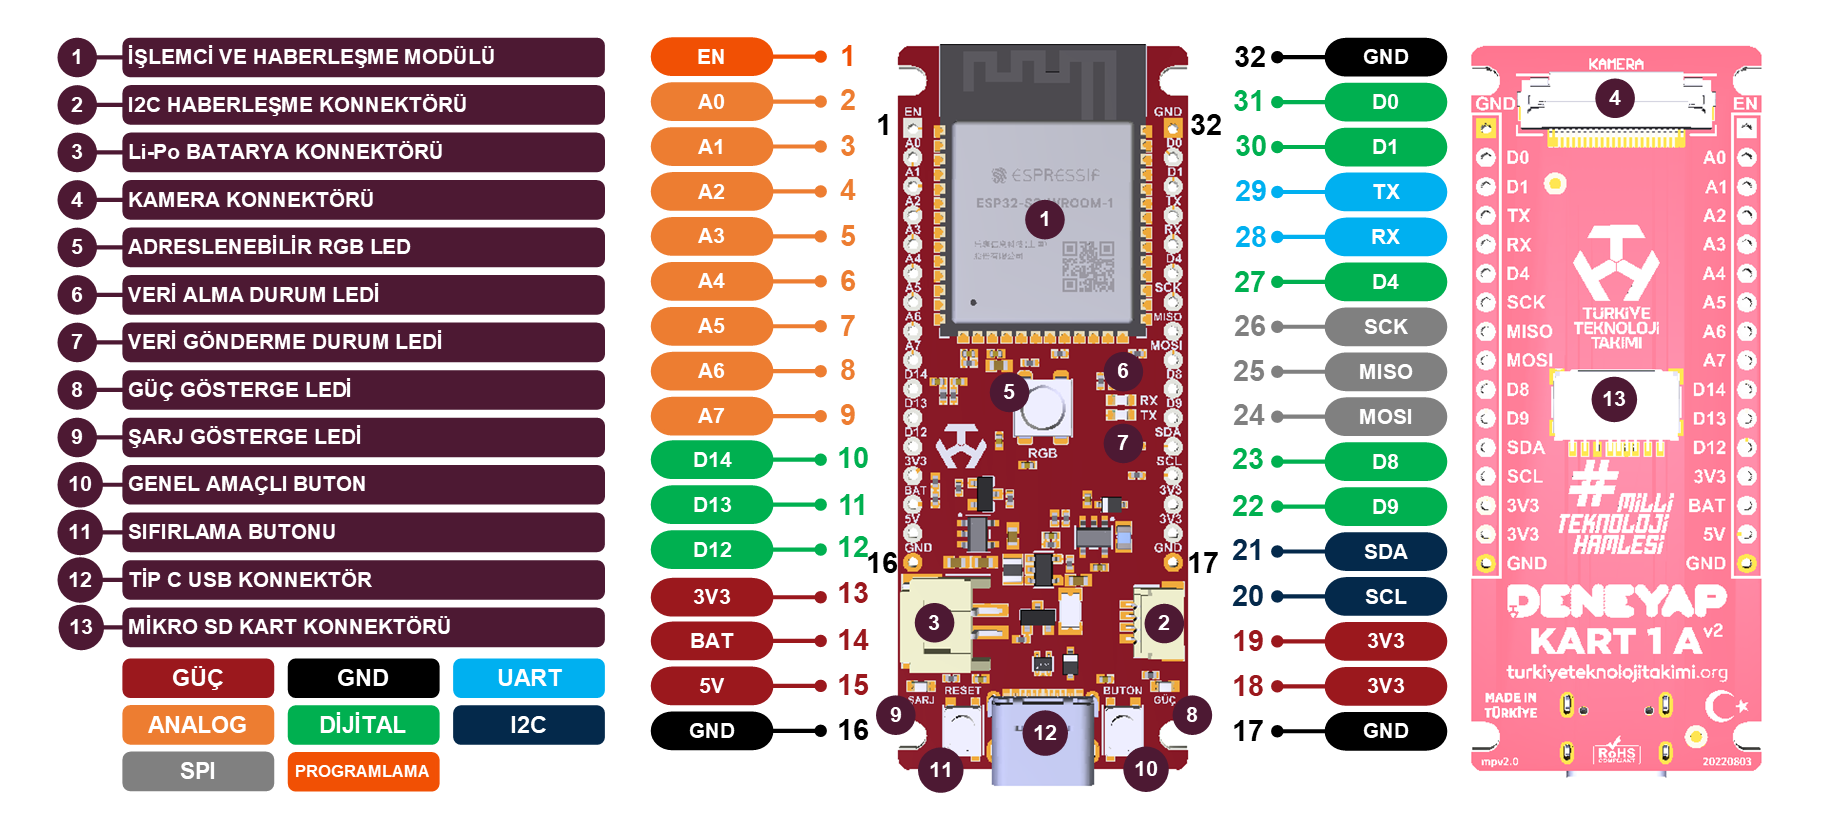 1 İŞLEMCİ VE HABERLEŞME MODÜLÜ
2 I2C HABERLEŞME KONNEKTÖRÜ
3 Li-Po BATARYA KONNEKTÖRÜ
4 KAMERA KONNEKTÖRÜ
5 ADRESLENEBİLİR RGB LED
6 VERİ ALMA DURUM LEDİ
7 VERİ GÖNDERME DURUM LEDİ
8 GÜÇ GÖSTERGE LEDİ
9 ŞARJ GÖSTERGE LEDİ
10 GENEL AMAÇLI BUTON
11 SIFIRLAMA BUTONU
12 TİP C USB KONNEKTÖR
13 MİKRO SD KART KONNEKTÖRÜ
GÜÇ GND UART
ANALOG DİJİTAL I2C
SPI PROGRAMLAMA
EN 1
A0 2
A1 3
A2 4
A3 5
A4 6
A5 7
A6 8
A7 9
D14 10
D13 11
D12 12
3V3 13
BAT 14
5V 15
GND 16
1 32
16 17
EN
A0
A1
A2
A3
A4
A5
A6
A7
D14
D13
D12
3V3
BAT
5V
GND
ESPRESSIF
1
5
6
RX
TX
7
RGB
3
2
RESET
BUTON
ŞARJ
GÜÇ
9
8
12
11
10
GND
D0
D1
TX
RX
D4
SCK
MISO
MOSI
D8
D9
SDA
SCL
3V3
3V3
GND
32 GND
31 D0
30 D1
29 TX
28 RX
27 D4
26 SCK
25 MISO
24 MOSI
23 D8
22 D9
21 SDA
20 SCL
19 3V3
18 3V3
17 GND
KAMERA
4
GND EN
D0 A0
D1 A1
TX A2
RX A3
D4 A4
SCK A5
MISO A6
MOSI A7
D8 D14
D9 D13
SDA D12
SCL 3V3
3V3 BAT
3V3 5V
GND GND
TÜRKİYE
TEKNOLOJİ
TAKIMI
13
#
MİLLİ
TEKNOLOJİ
HAMLESİ
DENEYAP
KART 1 A v2
turkiyeteknolojitakimi.org
MADE IN
TÜRKİYE
RoHS
COMPLIANT
mpv2.0
20220803